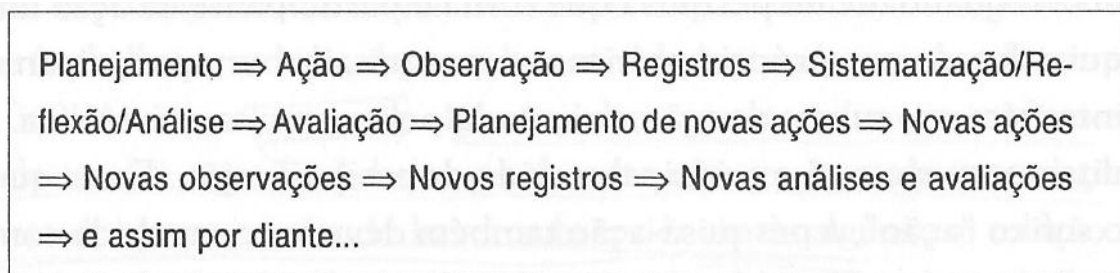 Planejamento ⇒ Ação ⇒ Observação ⇒ Registros ⇒ Sistematização/Re-
flexão/Análise ⇒ Avaliação ⇒ Planejamento de novas ações ⇒ Novas ações
⇒ Novas observações ⇒ Novos registros ⇒ Novas análises e avaliações
⇒ e assim por diante...